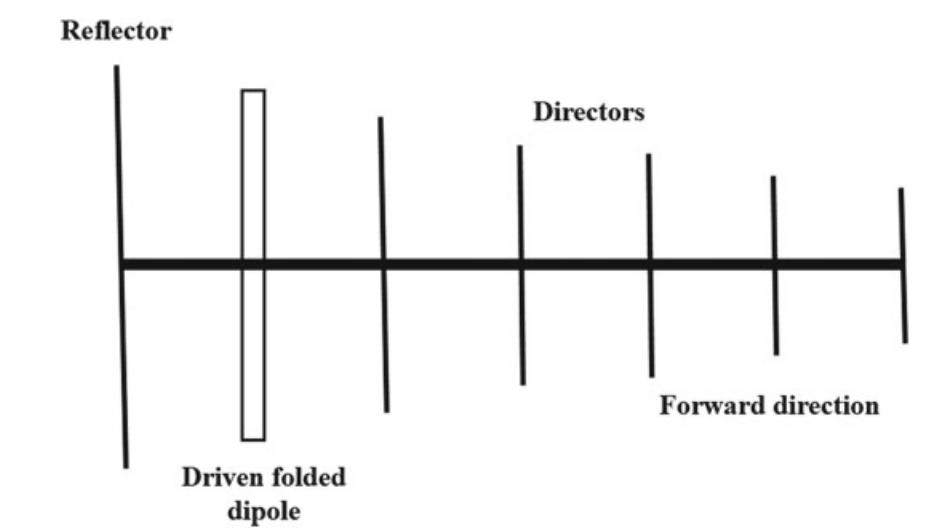 Reflector
Directors
Forward direction
Driven folded
dipole